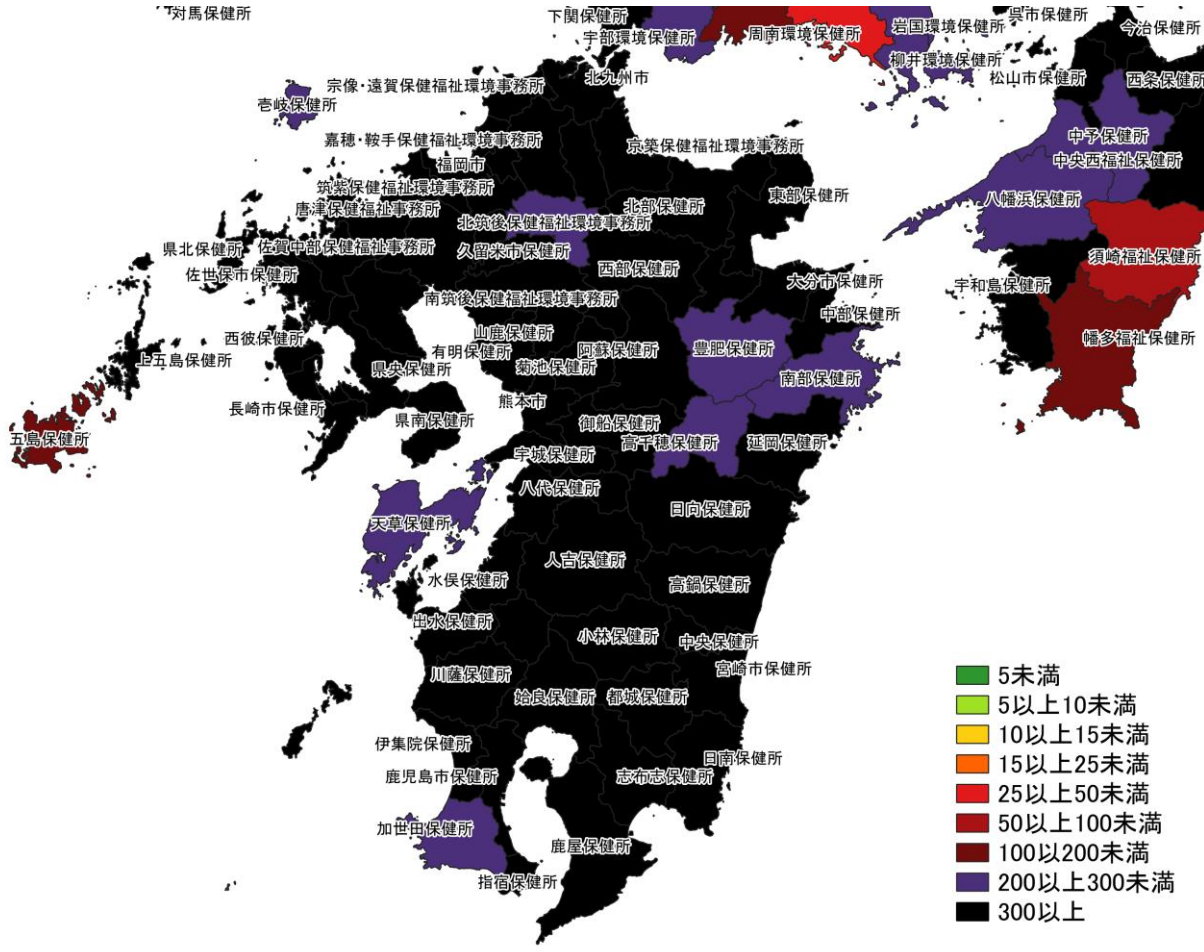 対馬保健所
下関保健所
宇部環境保健所
周南環境保健所
岩国環境保健所
呉市保健所
今治保健所
柳井環境保健所
松山市保健所
西条保健所
北九州市
宗像・遠賀保健福祉環境事務所
壱岐保健所
嘉穂・鞍手保健福祉環境事務所
京築保健福祉環境事務所
中予保健所
福岡市
中央西福祉保健所
筑紫保健福祉環境事務所
東部保健所
八幡浜保健所
唐津保健福祉事務所
北部保健所
北筑後保健福祉環境事務所
県北保健所
佐賀中部保健福祉事務所
久留米市保健所
須崎福祉保健所
佐世保市保健所
西部保健所
大分市保健所
宇和島保健所
南筑後保健福祉環境事務所
中部保健所
山鹿保健所
西彼保健所
幡多福祉保健所
有明保健所
阿蘇保健所
豊肥保健所
上五島保健所
県央保健所
菊池保健所
南部保健所
熊本市
長崎市保健所
県南保健所
御船保健所
五島保健所
高千穂保健所
延岡保健所
宇城保健所
八代保健所
日向保健所
天草保健所
人吉保健所
水俣保健所
高鍋保健所
出水保健所
小林保健所
中央保健所
宮崎市保健所
川薩保健所
姶良保健所
都城保健所
伊集院保健所
日南保健所
鹿児島市保健所
志布志保健所
加世田保健所
鹿屋保健所
指宿保健所
5未満
5以上10未満
10以上15未満
15以上25未満
25以上50未満
50以上100未満
100以200未満
200以上300未満
300以上